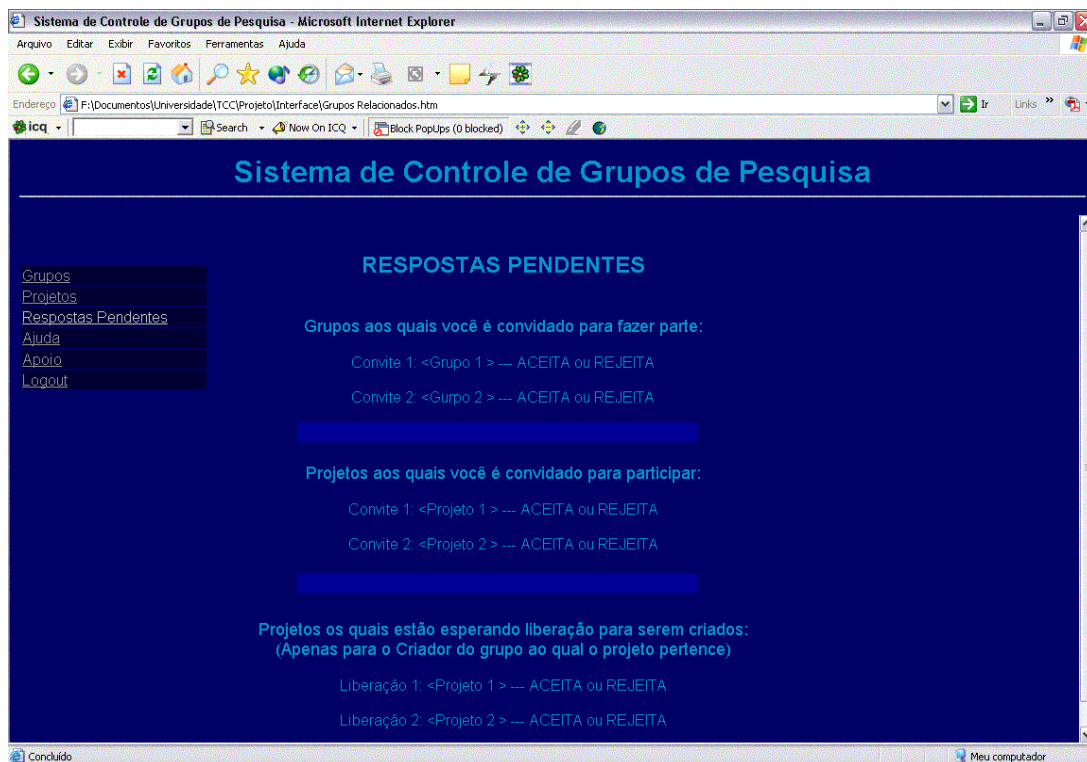 Sistema de Controle de Grupos de Pesquisa - Microsoft Internet Explorer
Arquivo Editar Exibir Favoritos Ferramentas Ajuda
Endereço F:\Documentos\Universidade\TCC\Projeto\Interface\Grupos Relacionados.htm Ir Links »
icq Search Now On ICQ Block PopUps (0 blocked)
Sistema de Controle de Grupos de Pesquisa
Grupos
Projetos
Respostas Pendentes
Ajuda
Apoio
Logout
RESPOSTAS PENDENTES
Grupos aos quais você é convidado para fazer parte:
Convite 1: <Grupo 1 > --- ACEITA ou REJEITA
Convite 2: <Gurpo 2 > --- ACEITA ou REJEITA
Projetos aos quais você é convidado para participar:
Convite 1: <Projeto 1 > --- ACEITA ou REJEITA
Convite 2: <Projeto 2 > --- ACEITA ou REJEITA
Projetos os quais estão esperando liberação para serem criados:
(Apenas para o Criador do grupo ao qual o projeto pertence)
Liberação 1: <Projeto 1 > --- ACEITA ou REJEITA
Liberação 2: <Projeto 2 > --- ACEITA ou REJEITA
Concluído Meu computador